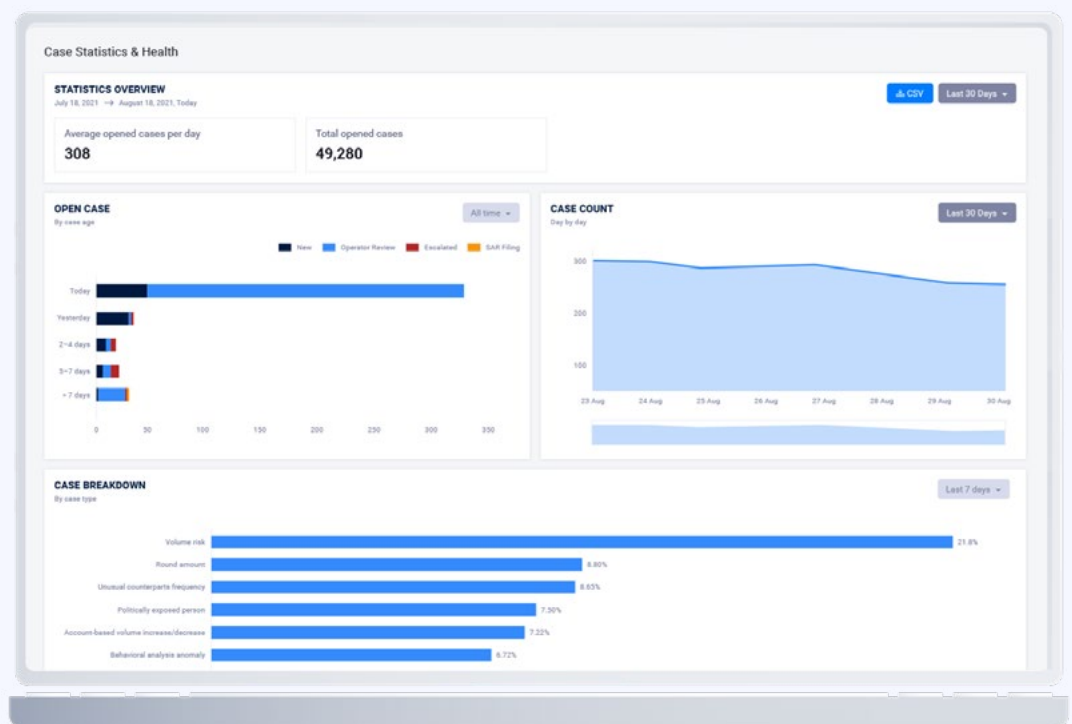 Case Statistics & Health
STATISTICS OVERVIEW
July 18, 2021 → August 18, 2021, Today
CSV
Last 30 Days
Average opened cases per day
308
Total opened cases
49,280
OPEN CASE
By case age
All time
New
Operator Review
Escalated
SAR Filing
Today
Yesterday
2-4 days
5-7 days
+ 7 days
0 50 100 150 200 250 300 350
CASE COUNT
Day by day
Last 30 Days
300
200
100
23 Aug 24 Aug 25 Aug 26 Aug 27 Aug 28 Aug 29 Aug 30 Aug
CASE BREAKDOWN
By case type
Last 7 days
Volume risk 21.8%
Round amount 8.80%
Unusual counterparts frequency 8.65%
Politically exposed person 7.50%
Account-based volume increase/decrease 7.22%
Behavioral analysis anomaly 6.72%